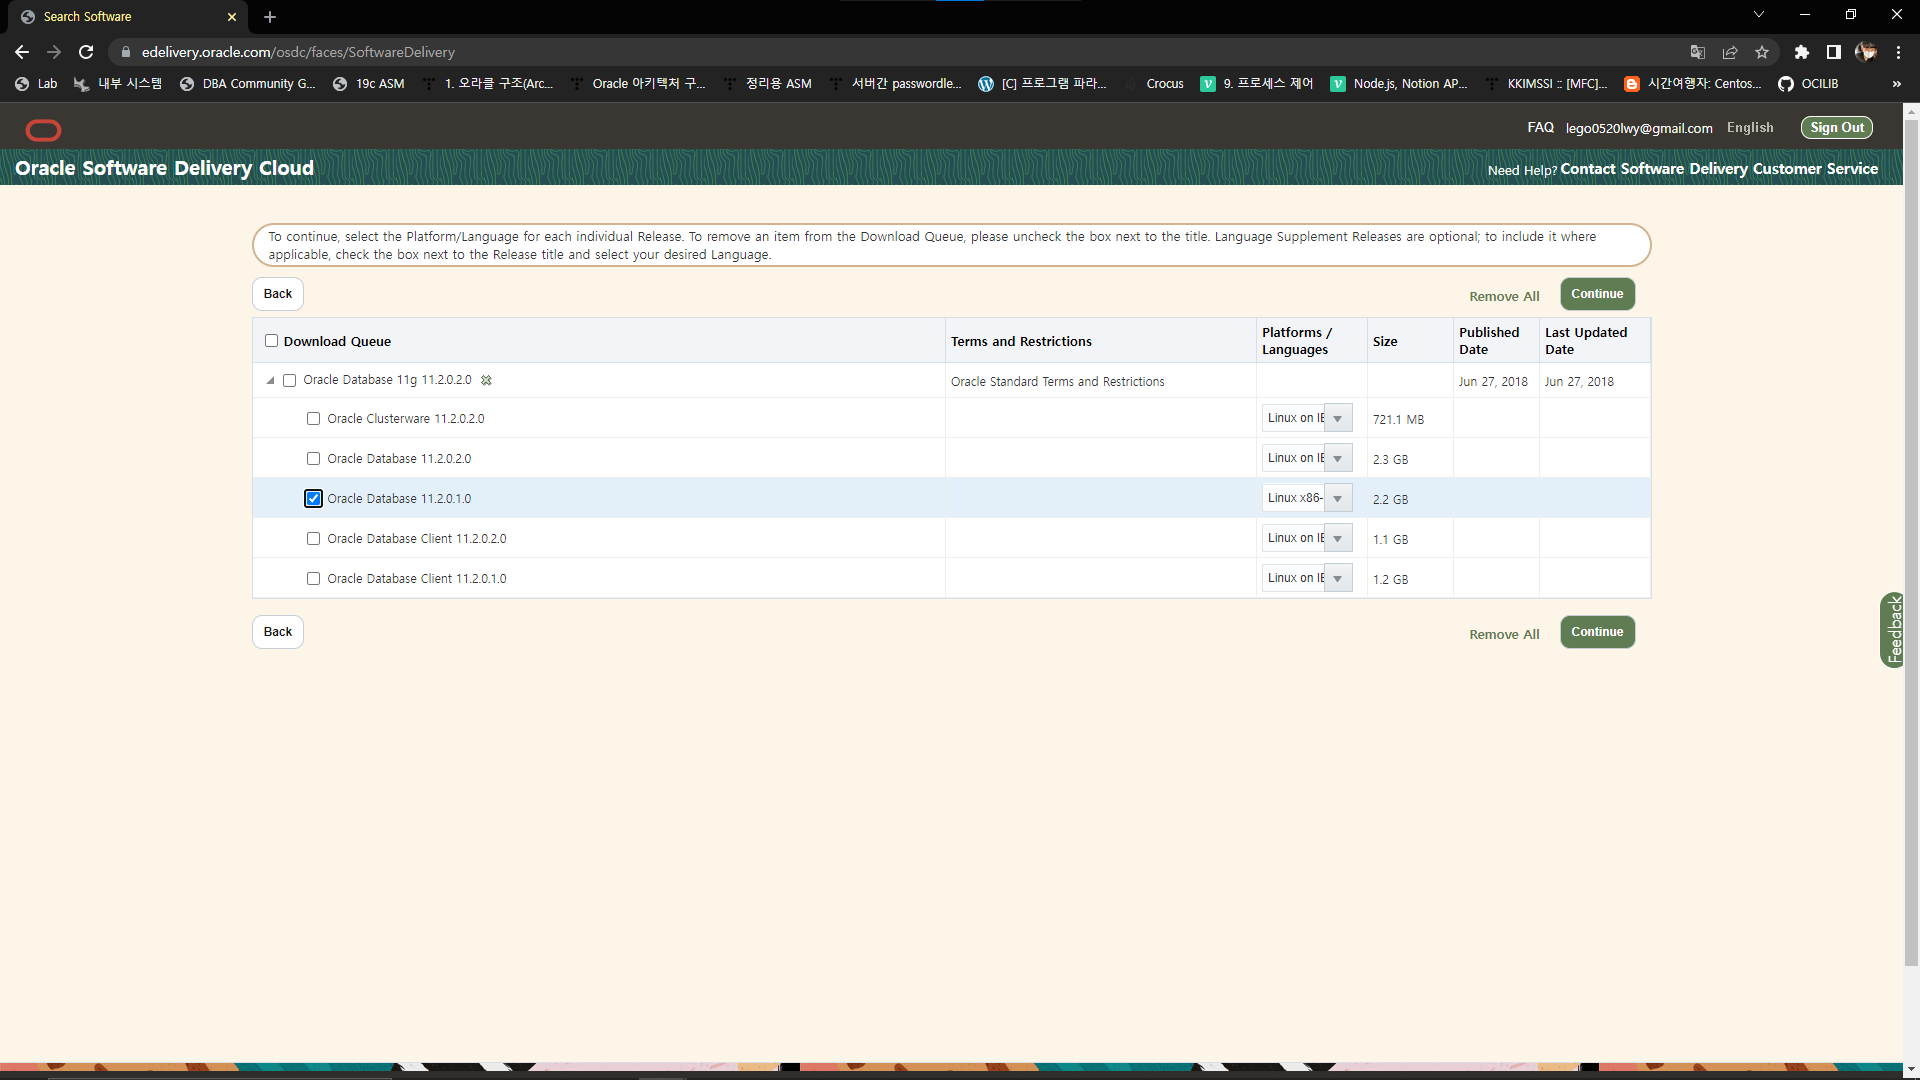 Search Software
edelivery.oracle.com/osdc/faces/SoftwareDelivery
Lab 내부 시스템 DBA Community G... 19c ASM 1. 오라클 구조(Arc... Oracle 아키텍처 구... 정리용 ASM 서버간 passwordle... [C] 프로그램 파라... Crocus 9. 프로세스 제어 Node.js, Notion AP... KKIMSSI :: [MFC]... 시간여행자: Centos... OCILIB »
FAQ lego0520lwy@gmail.com English Sign Out
Oracle Software Delivery Cloud Need Help? Contact Software Delivery Customer Service
To continue, select the Platform/Language for each individual Release. To remove an item from the Download Queue, please uncheck the box next to the title. Language Supplement Releases are optional; to include it where
applicable, check the box next to the Release title and select your desired Language.
Back Remove All Continue
Download Queue Terms and Restrictions Platforms / Languages Size Published Date Last Updated Date
Oracle Database 11g 11.2.0.2.0 Oracle Standard Terms and Restrictions Jun 27, 2018 Jun 27, 2018
Oracle Clusterware 11.2.0.2.0 Linux on IE 721.1 MB
Oracle Database 11.2.0.2.0 Linux on IE 2.3 GB
Oracle Database 11.2.0.1.0 Linux x86- 2.2 GB
Oracle Database Client 11.2.0.2.0 Linux on IE 1.1 GB
Oracle Database Client 11.2.0.1.0 Linux on IE 1.2 GB
Back Remove All Continue
Feedback